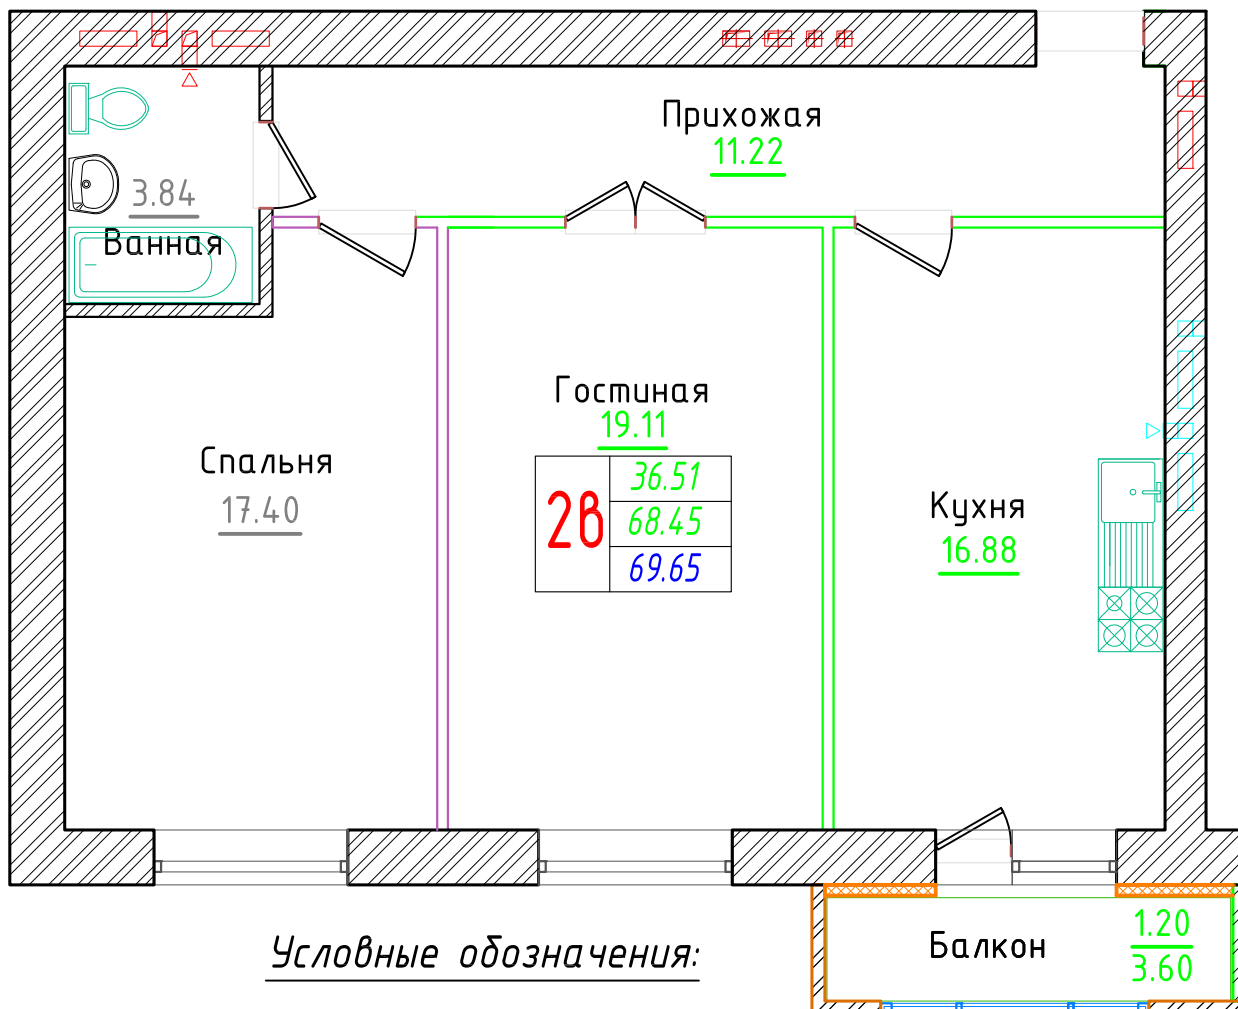 Прихожая
11.22
3.84
Ванная
Гостиная
19.11
Спальня
17.40
2в
36.51
68.45
69.65
Кухня
16.88
Балкон
1.20
3.60
Условные обозначения: